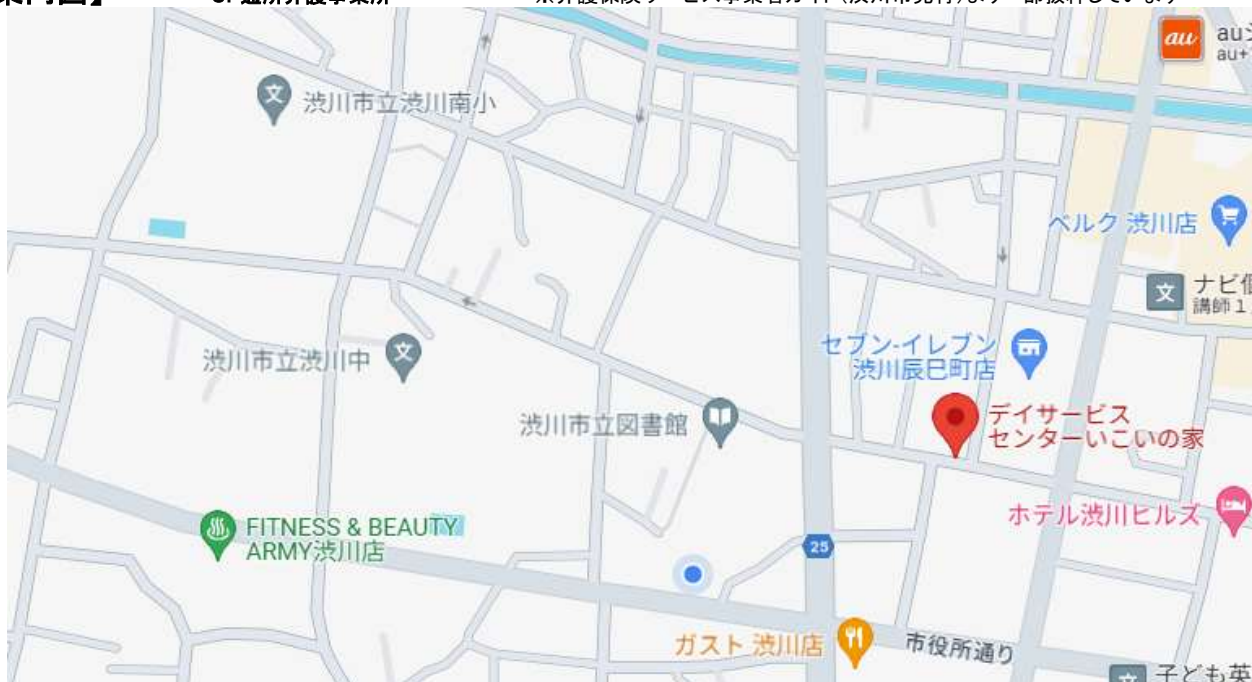 au
au+
渋川市立渋川南小
ベルク 渋川店
文
講師1
セブン-イレブン
渋川辰巳町店
渋川市立渋川中
デイサービス
センターいこいの家
渋川市立図書館
ホテル渋川ヒルズ
FITNESS & BEAUTY
ARMY渋川店
25
ガスト 渋川店
市役所通り
子ども英